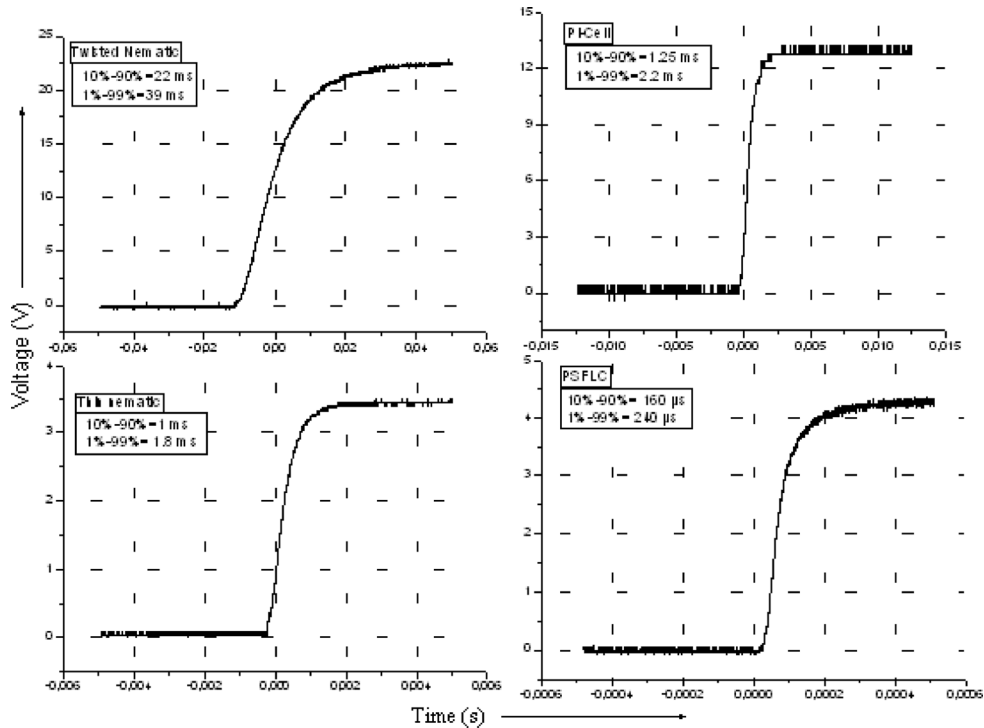 Twisted Nematic
10%-90%=22 ms
1%-99%=39 ms
25
20
15
10
5
0
-0,06 -0,04 -0,02 0,00 0,02 0,04 0,06
Pi-Cell
10%-90%=1.25 ms
1%-99%=2.2 ms
15
12
9
6
3
0
-0,015 -0,010 -0,005 0,000 0,005 0,010 0,015
Thin nematic
10%-90%=1 ms
1%-99%=1.8 ms
4
3
2
1
0
-0,006 -0,004 -0,002 0,000 0,002 0,004 0,006
PSFLC
10%-90%= 160 µs
1%-99%= 240 µs
5
4
3
2
1
0
-0,0006 -0,0004 -0,0002 0,0000 0,0002 0,0004 0,0006
Voltage (V)
Time (s)